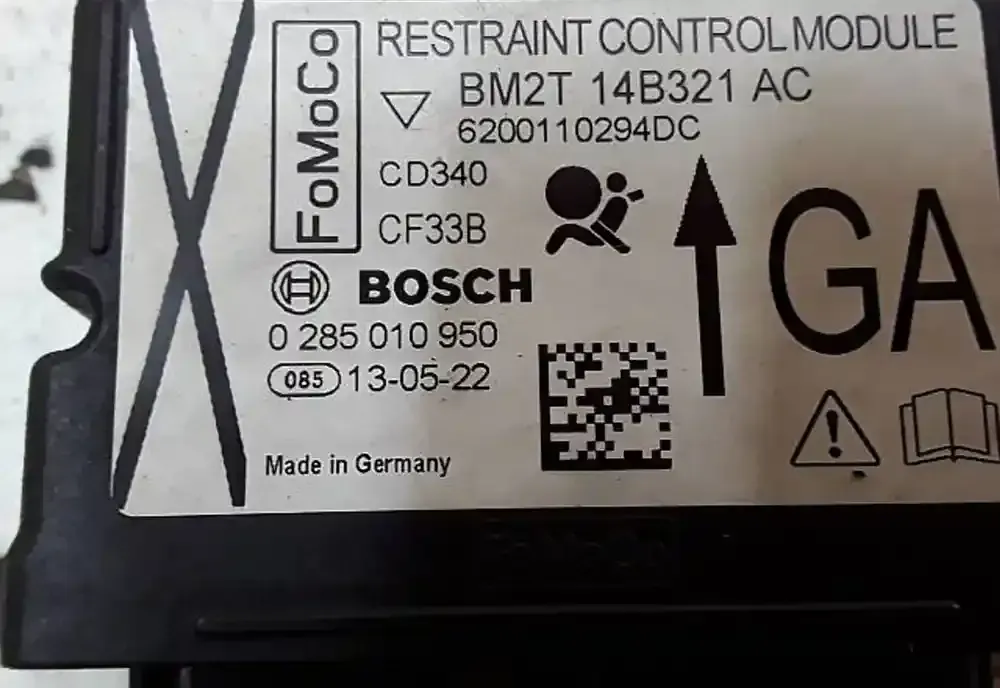 FoMoCo
RESTRAINT CONTROL MODULE
BM2T 14B321 AC
6200110294DC
CD340
CF33B
GA
BOSCH
0 285 010 950
085 13-05-22
Made in Germany